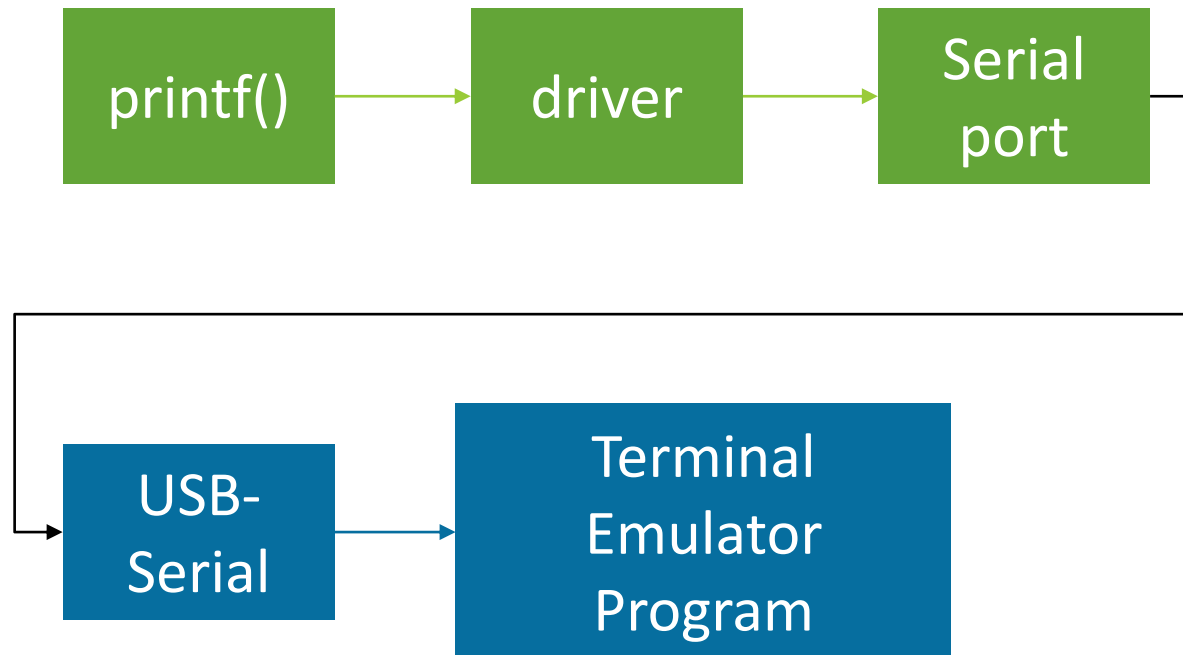 printf()
driver
Serial
port
USB-
Serial
Terminal
Emulator
Program